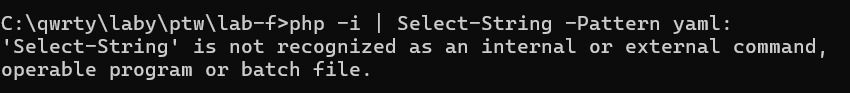 C:\qwrty\laby\ptw\lab-f>php -i | Select-String -Pattern yaml:
'Select-String' is not recognized as an internal or external command,
operable program or batch file.